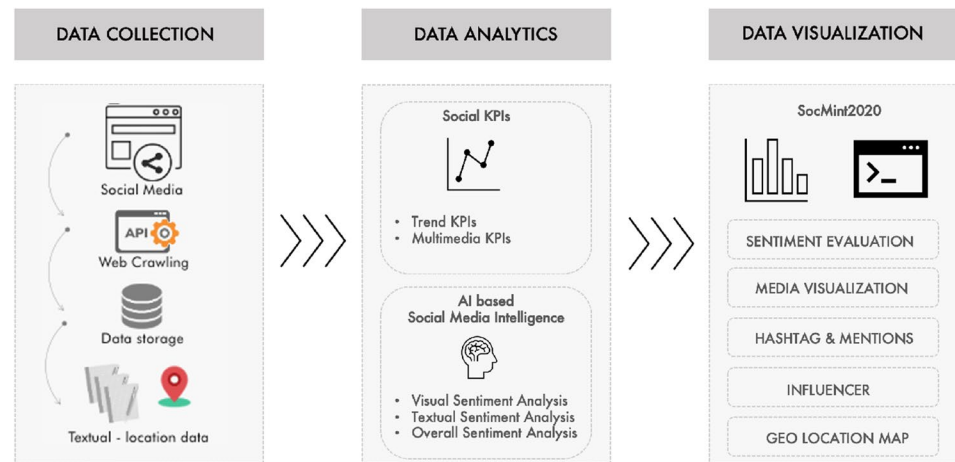 DATA COLLECTION
Social Media
API
Web Crawling
Data storage
Textual - location data
DATA ANALYTICS
Social KPIs
• Trend KPIs
• Multimedia KPIs
AI based
Social Media Intelligence
• Visual Sentiment Analysis
• Textual Sentiment Analysis
• Overall Sentiment Analysis
DATA VISUALIZATION
SocMint2020
SENTIMENT EVALUATION
MEDIA VISUALIZATION
HASHTAG & MENTIONS
INFLUENCER
GEO LOCATION MAP